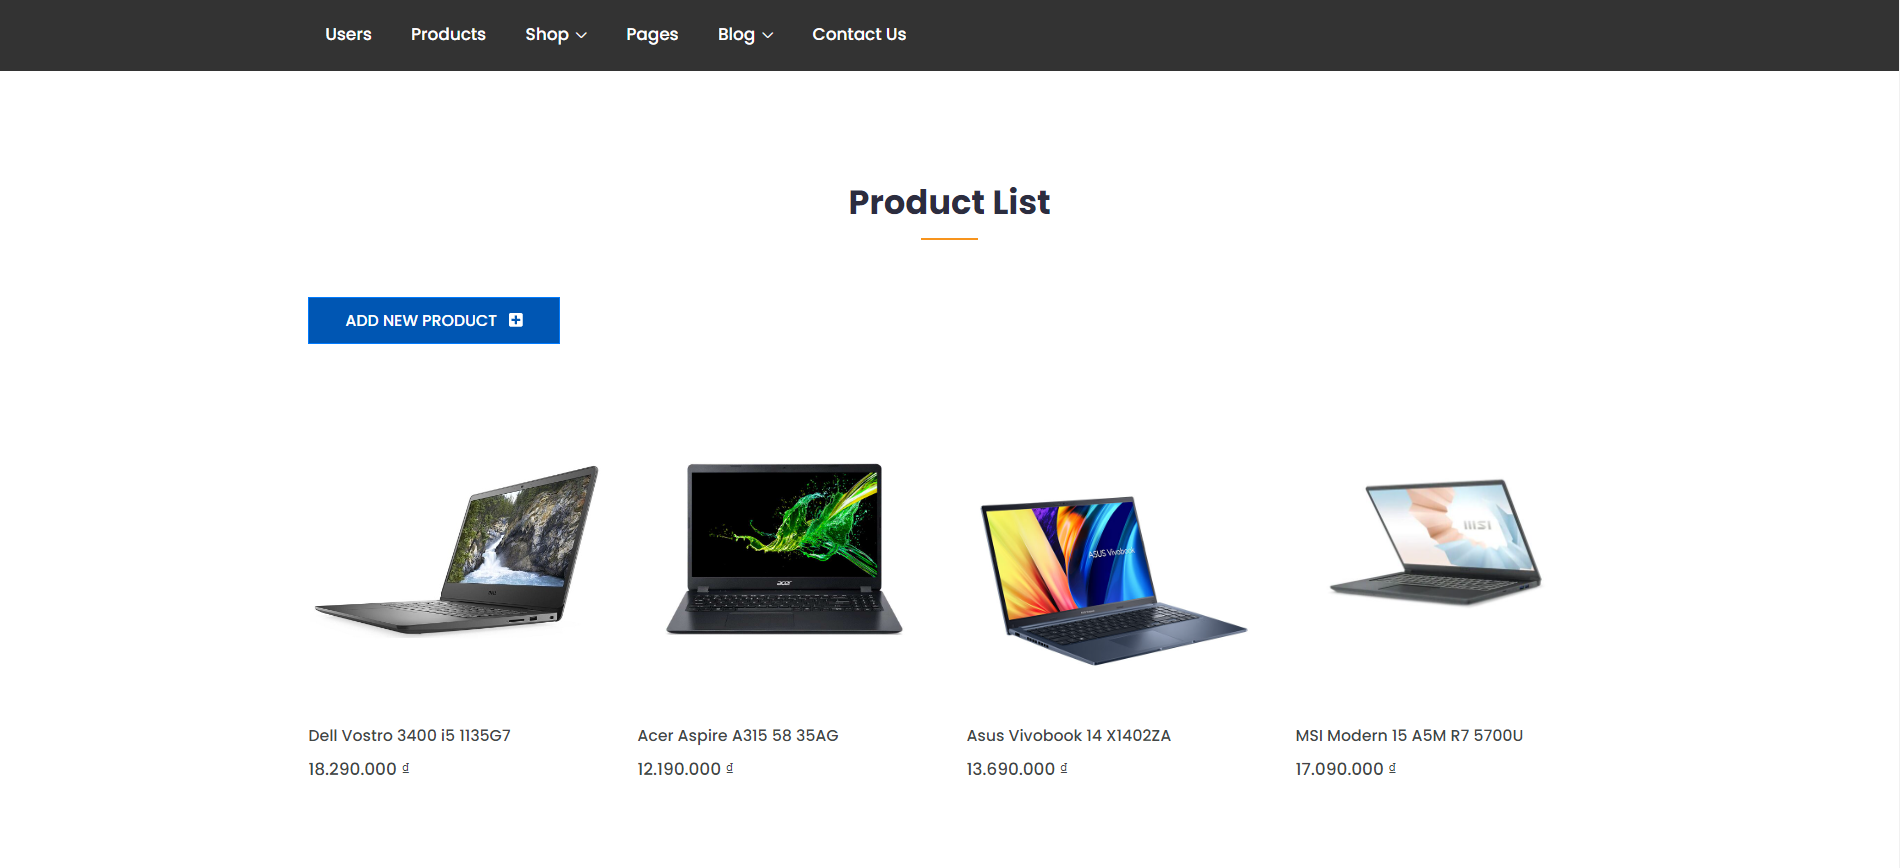 Users Products Shop Pages Blog Contact Us
Product List
ADD NEW PRODUCT
DELL
acer
ASUS Vivobook
msi
Dell Vostro 3400 i5 1135G7
18.290.000 ₫
Acer Aspire A315 58 35AG
12.190.000 ₫
Asus Vivobook 14 X1402ZA
13.690.000 ₫
MSI Modern 15 A5M R7 5700U
17.090.000 ₫